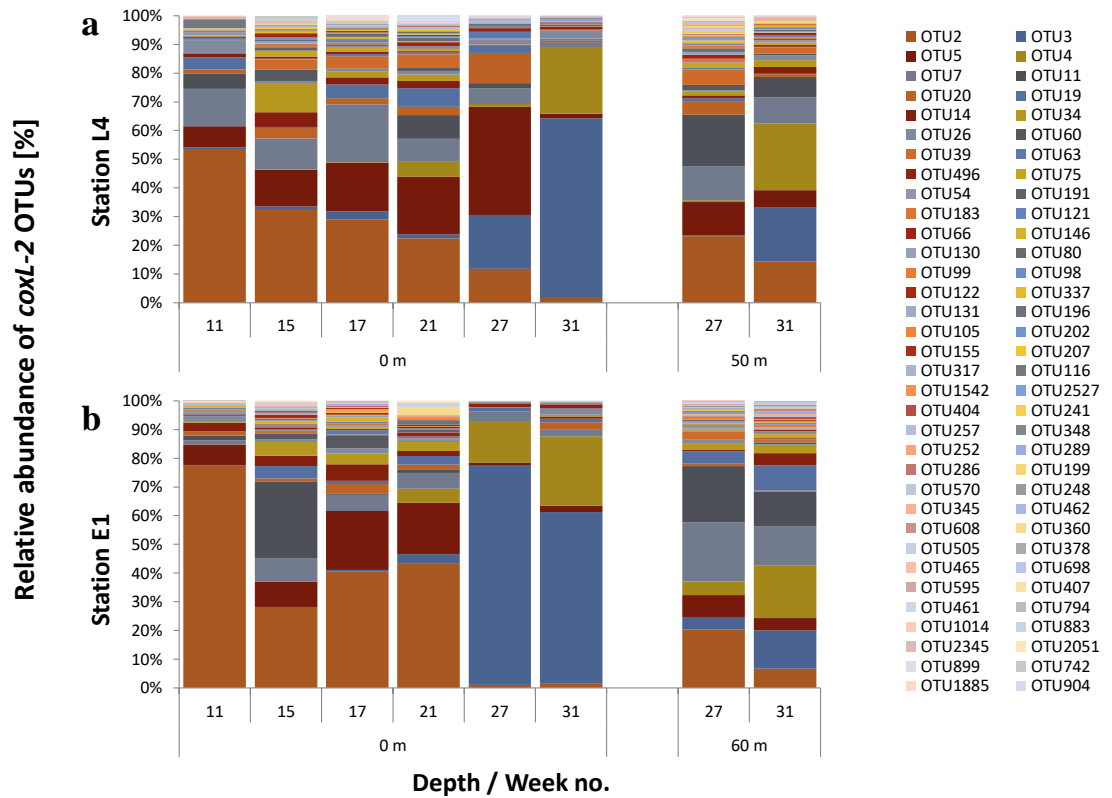 Relative abundance of coxL-2 OTUs [%]
a
Station L4
100%
90%
80%
70%
60%
50%
40%
30%
20%
10%
0%
11 15 17 21 27 31 27 31
0 m 50 m
b
Station E1
100%
90%
80%
70%
60%
50%
40%
30%
20%
10%
0%
11 15 17 21 27 31 27 31
0 m 60 m
Depth / Week no.
OTU2 OTU3
OTU5 OTU4
OTU7 OTU11
OTU20 OTU19
OTU14 OTU34
OTU26 OTU60
OTU39 OTU63
OTU496 OTU75
OTU54 OTU191
OTU183 OTU121
OTU66 OTU146
OTU130 OTU80
OTU99 OTU98
OTU122 OTU337
OTU131 OTU196
OTU105 OTU202
OTU155 OTU207
OTU317 OTU116
OTU1542 OTU2527
OTU404 OTU241
OTU257 OTU348
OTU252 OTU289
OTU286 OTU199
OTU570 OTU248
OTU345 OTU462
OTU608 OTU360
OTU505 OTU378
OTU465 OTU698
OTU595 OTU407
OTU461 OTU794
OTU1014 OTU883
OTU2345 OTU2051
OTU899 OTU742
OTU1885 OTU904